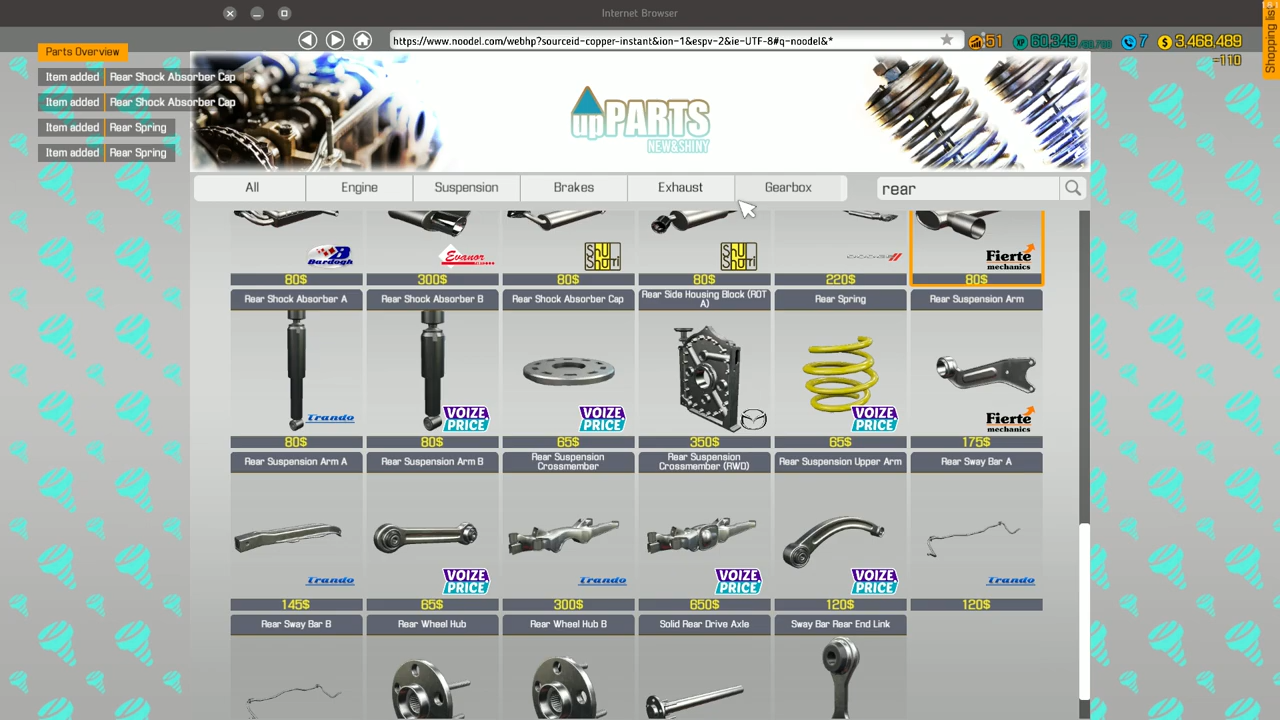 Internet Browser
https://www.noodel.com/webhp?sourceid-copper-instant&ion-1&espv-2&ie-UTF-8#q-noodel&*
51
60,349
7
$ 3,468,489
-110
Shopping list
Parts Overview
Item added Rear Shock Absorber Cap
Item added Rear Shock Absorber Cap
Item added Rear Spring
Item added Rear Spring
upPARTS
NEW&SHINY
All Engine Suspension Brakes Exhaust Gearbox
rear
Bardogh Evanor Shu Shuti Shu Shuti Fierte mechanics
80$ 300$ 80$ 80$ 220$ 80$
Rear Shock Absorber A
Rear Shock Absorber B
Rear Shock Absorber Cap
Rear Side Housing Block (ROT
A)
Rear Spring
Rear Suspension Arm
Trando VOIZE PRICE VOIZE PRICE VOIZE PRICE Fierte mechanics
80$ 80$ 65$ 350$ 65$ 175$
Rear Suspension Arm A
Rear Suspension Arm B
Rear Suspension
Crossmember
Rear Suspension
Crossmember (RWD)
Rear Suspension Upper Arm
Rear Sway Bar A
Trando VOIZE PRICE Trando VOIZE PRICE VOIZE PRICE Trando
145$ 65$ 300$ 650$ 120$ 120$
Rear Sway Bar B
Rear Wheel Hub
Rear Wheel Hub B
Solid Rear Drive Axle
Sway Bar Rear End Link